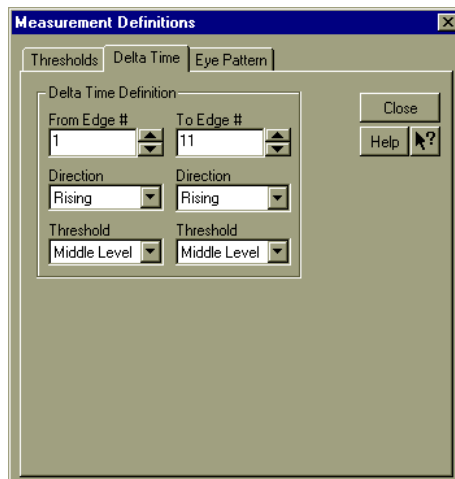 Measurement Definitions
Thresholds Delta Time Eye Pattern
Delta Time Definition
From Edge # To Edge #
1 11
Direction Direction
Rising Rising
Threshold Threshold
Middle Level Middle Level
Close
Help ?